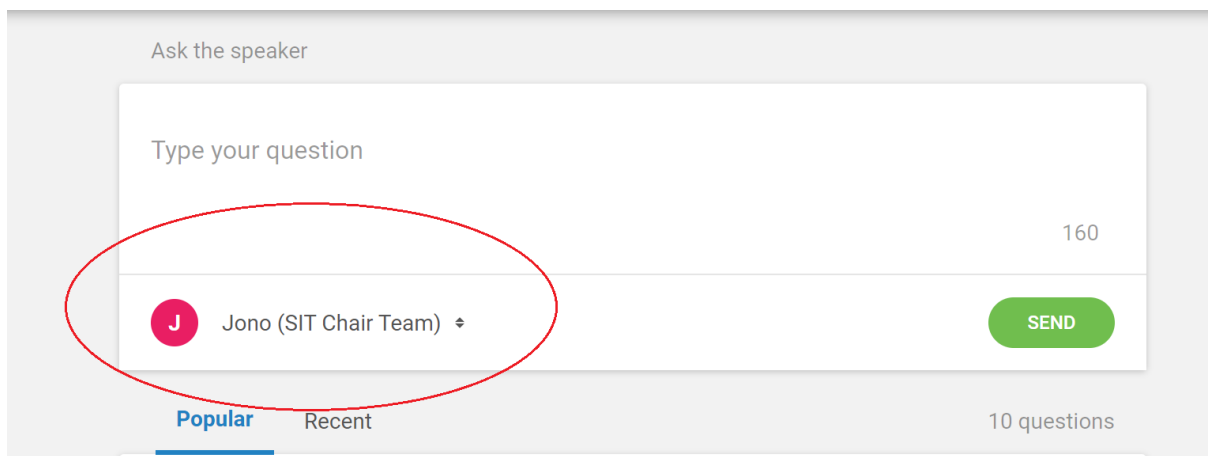 Ask the speaker
Type your question
160
J Jono (SIT Chair Team) SEND
Popular Recent 10 questions